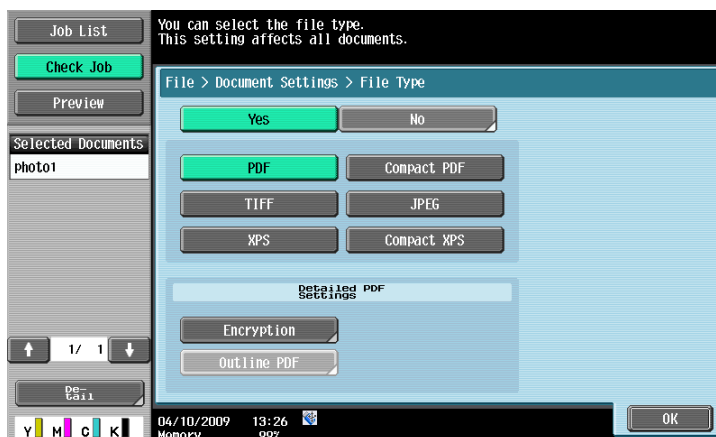 Job List
Check Job
Preview
Selected Documents
photo1
1/ 1
De-
tail
Y M C K
You can select the file type.
This setting affects all documents.
File > Document Settings > File Type
Yes No
PDF Compact PDF
TIFF JPEG
XPS Compact XPS
Detailed PDF
Settings
Encryption
Outline PDF
04/10/2009 13:26
Memory 99%
OK